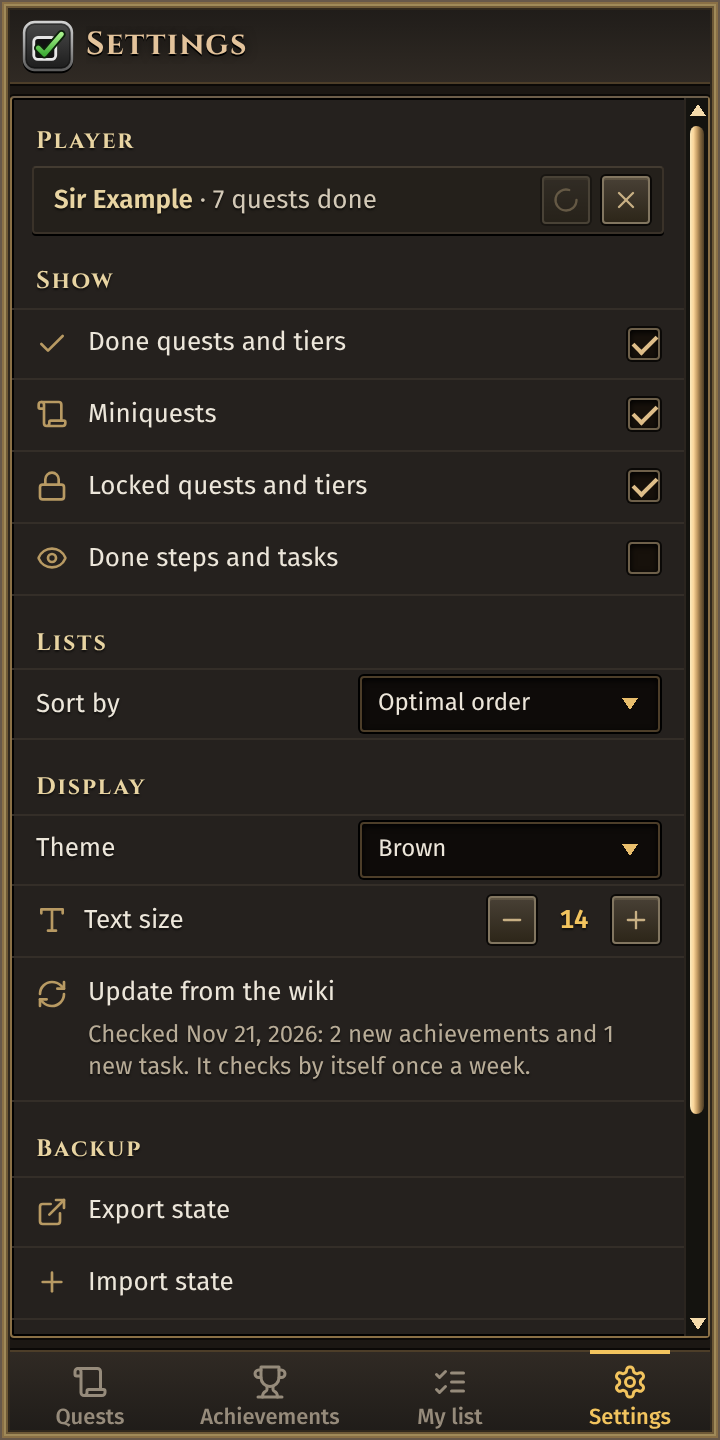 Settings
Player
Sir Example · 7 quests done
Show
Done quests and tiers
Miniquests
Locked quests and tiers
Done steps and tasks
Lists
Sort by
Optimal order
Display
Theme
Brown
Text size
14
Update from the wiki
Checked Nov 21, 2026: 2 new achievements and 1
new task. It checks by itself once a week.
Backup
Export state
Import state
Quests
Achievements
My list
Settings